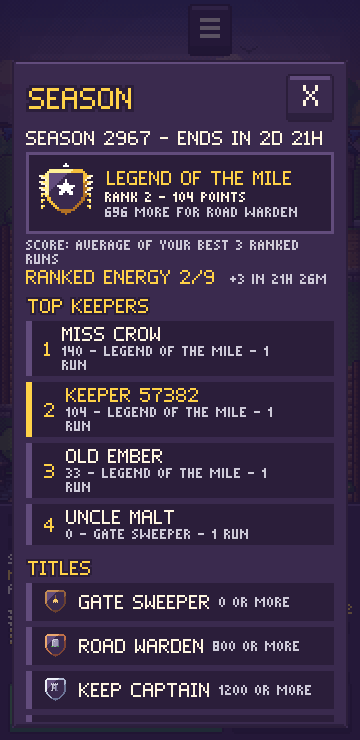 SEASON
X
SEASON 2967 - ENDS IN 2D 21H
LEGEND OF THE MILE
RANK 2 - 104 POINTS
696 MORE FOR ROAD WARDEN
SCORE: AVERAGE OF YOUR BEST 3 RANKED
RUNS
RANKED ENERGY 2/9 +3 IN 21H 26M
TOP KEEPERS
MISS CROW
1 140 - LEGEND OF THE MILE - 1
RUN
KEEPER 57382
2 104 - LEGEND OF THE MILE - 1
RUN
OLD EMBER
3 33 - LEGEND OF THE MILE - 1
RUN
UNCLE MALT
4 0 - GATE SWEEPER - 1 RUN
TITLES
GATE SWEEPER 0 OR MORE
ROAD WARDEN 800 OR MORE
KEEP CAPTAIN 1200 OR MORE